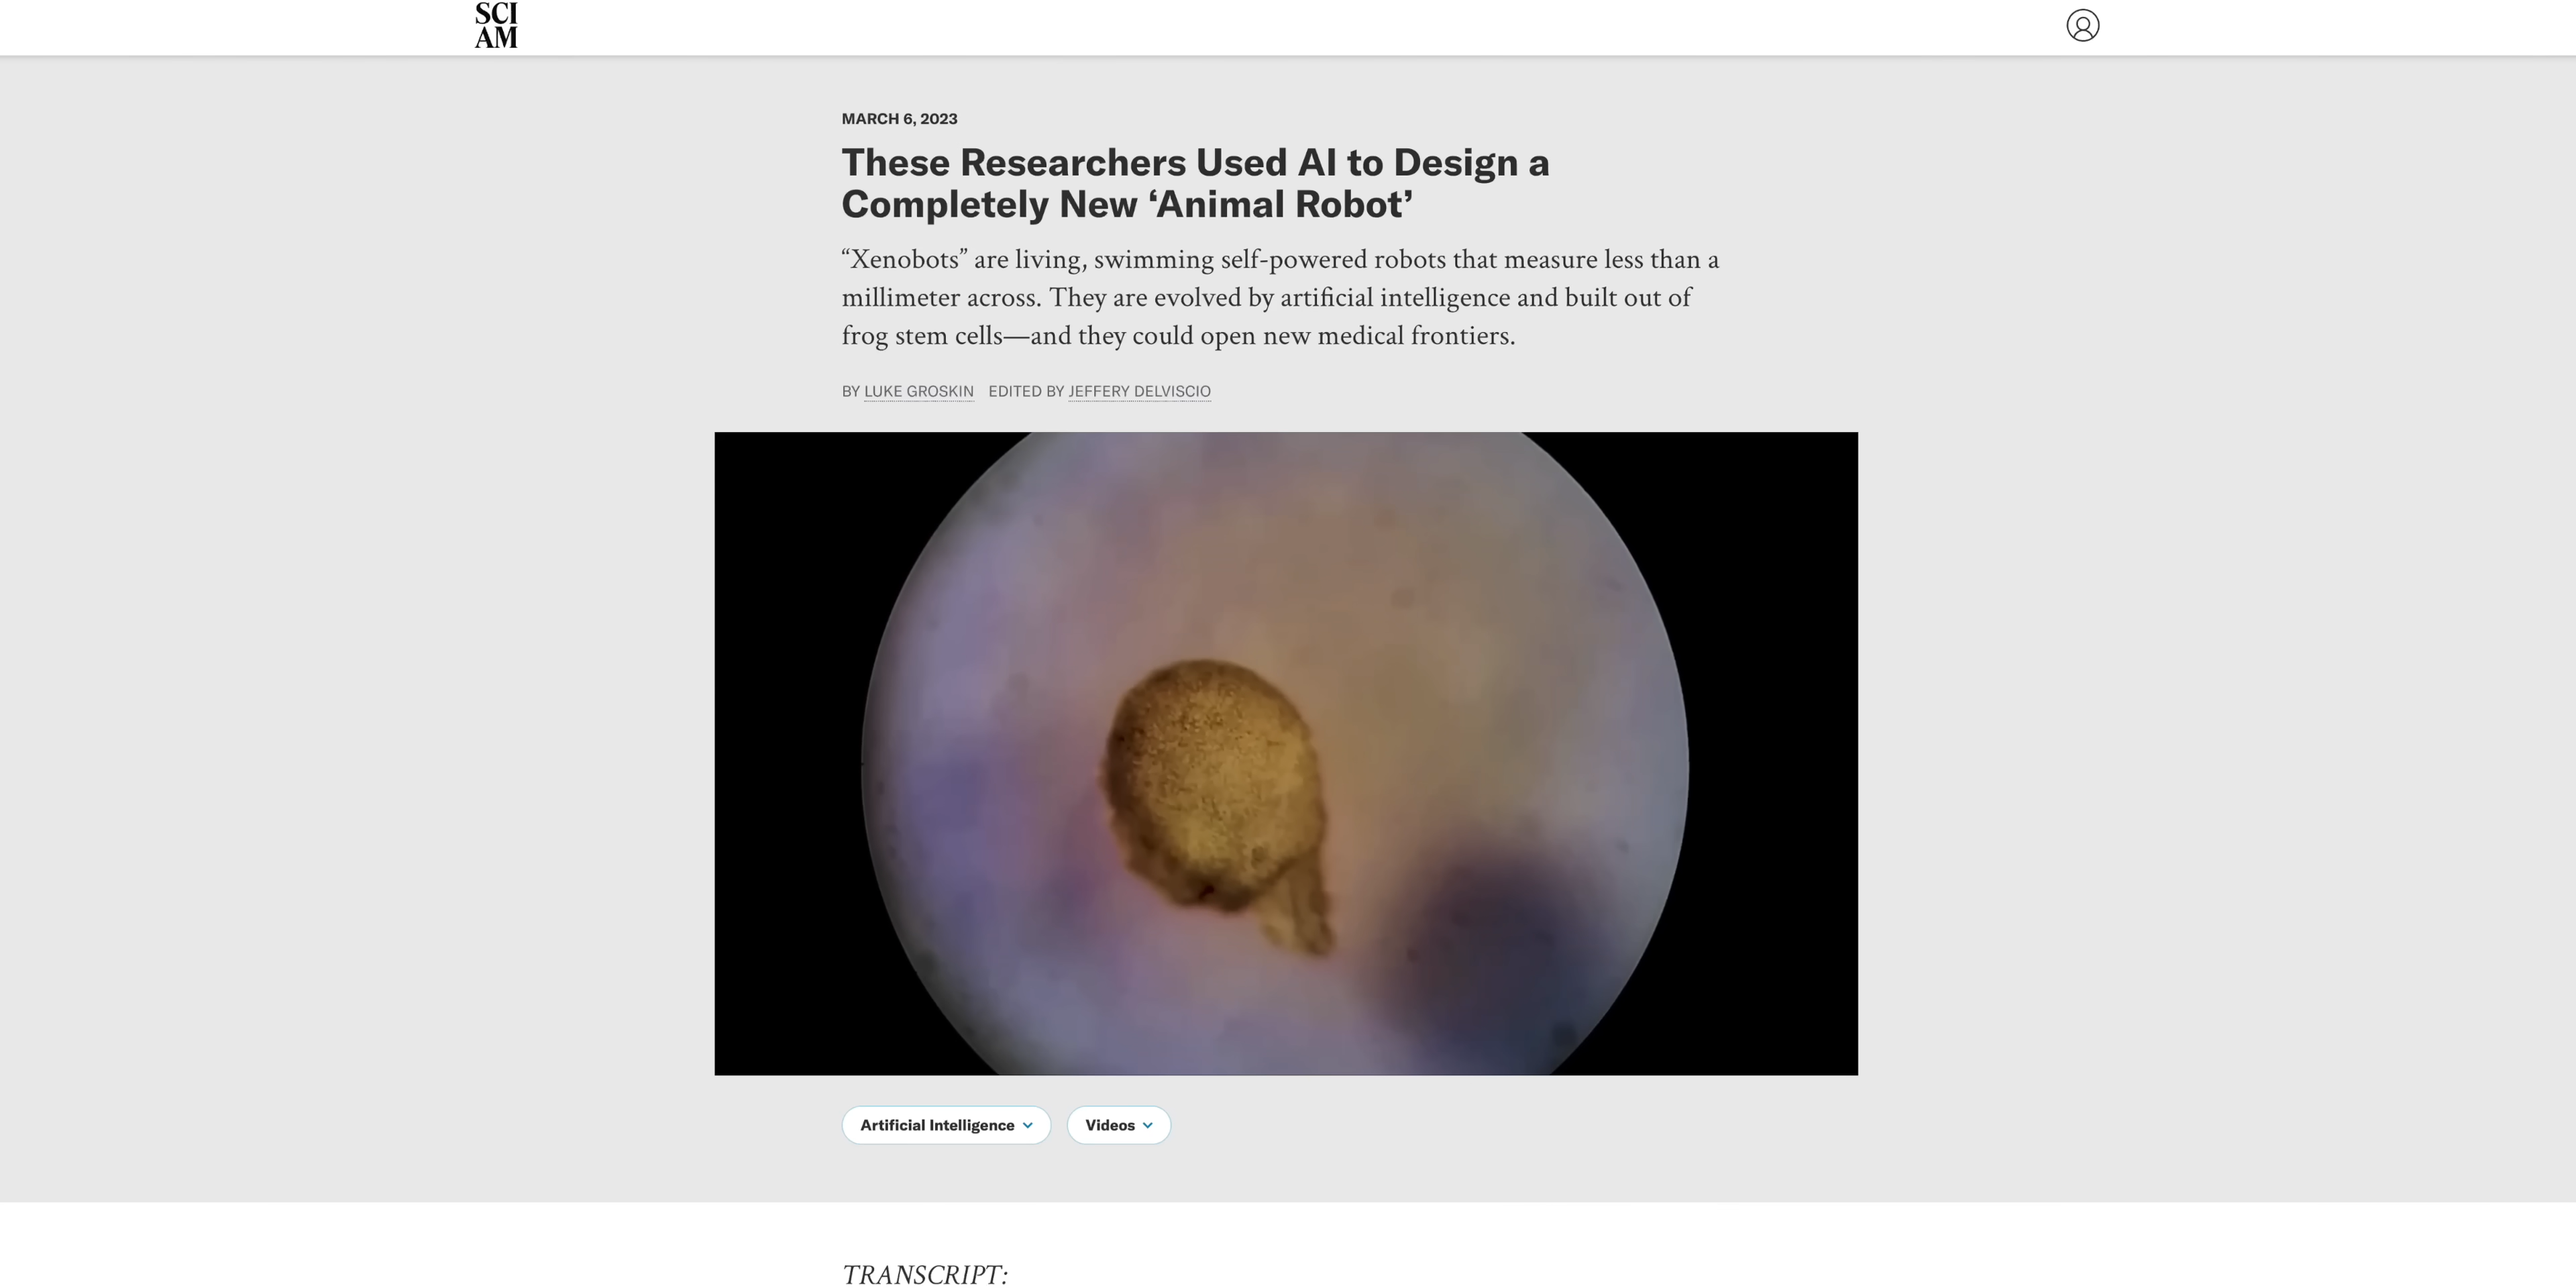 SCI
AM
MARCH 6, 2023
These Researchers Used AI to Design a
Completely New ‘Animal Robot’
“Xenobots” are living, swimming self-powered robots that measure less than a
millimeter across. They are evolved by artificial intelligence and built out of
frog stem cells—and they could open new medical frontiers.
BY LUKE GROSKIN EDITED BY JEFFERY DELVISCIO
Artificial Intelligence Videos
TRANSCRIPT: